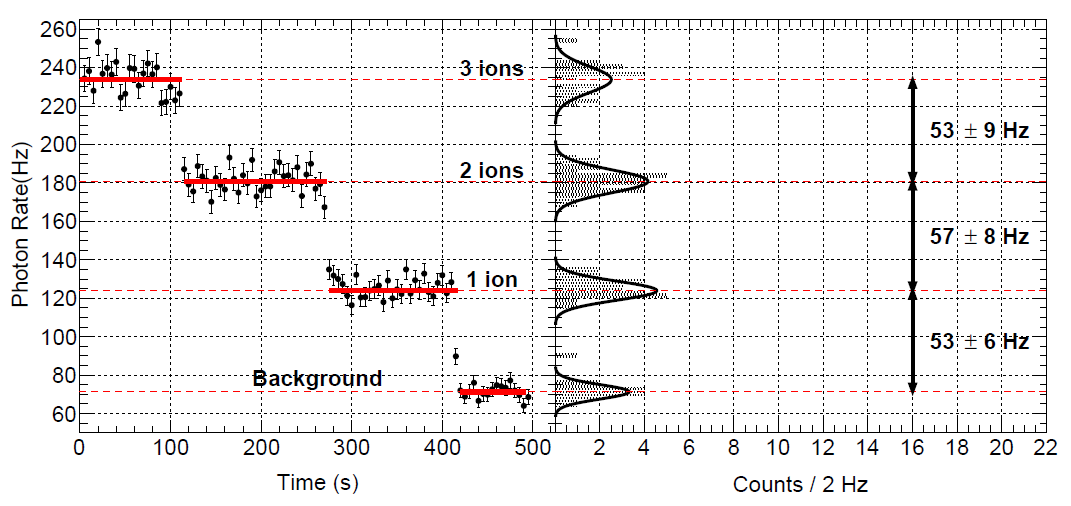 260
240
220
200
180
160
140
120
100
80
60
Photon Rate(Hz)
3 ions
2 ions
1 ion
Background
53 ± 9 Hz
57 ± 8 Hz
53 ± 6 Hz
0 100 200 300 400 500
2 4 6 8 10 12 14 16 18 20 22
Time (s)
Counts / 2 Hz